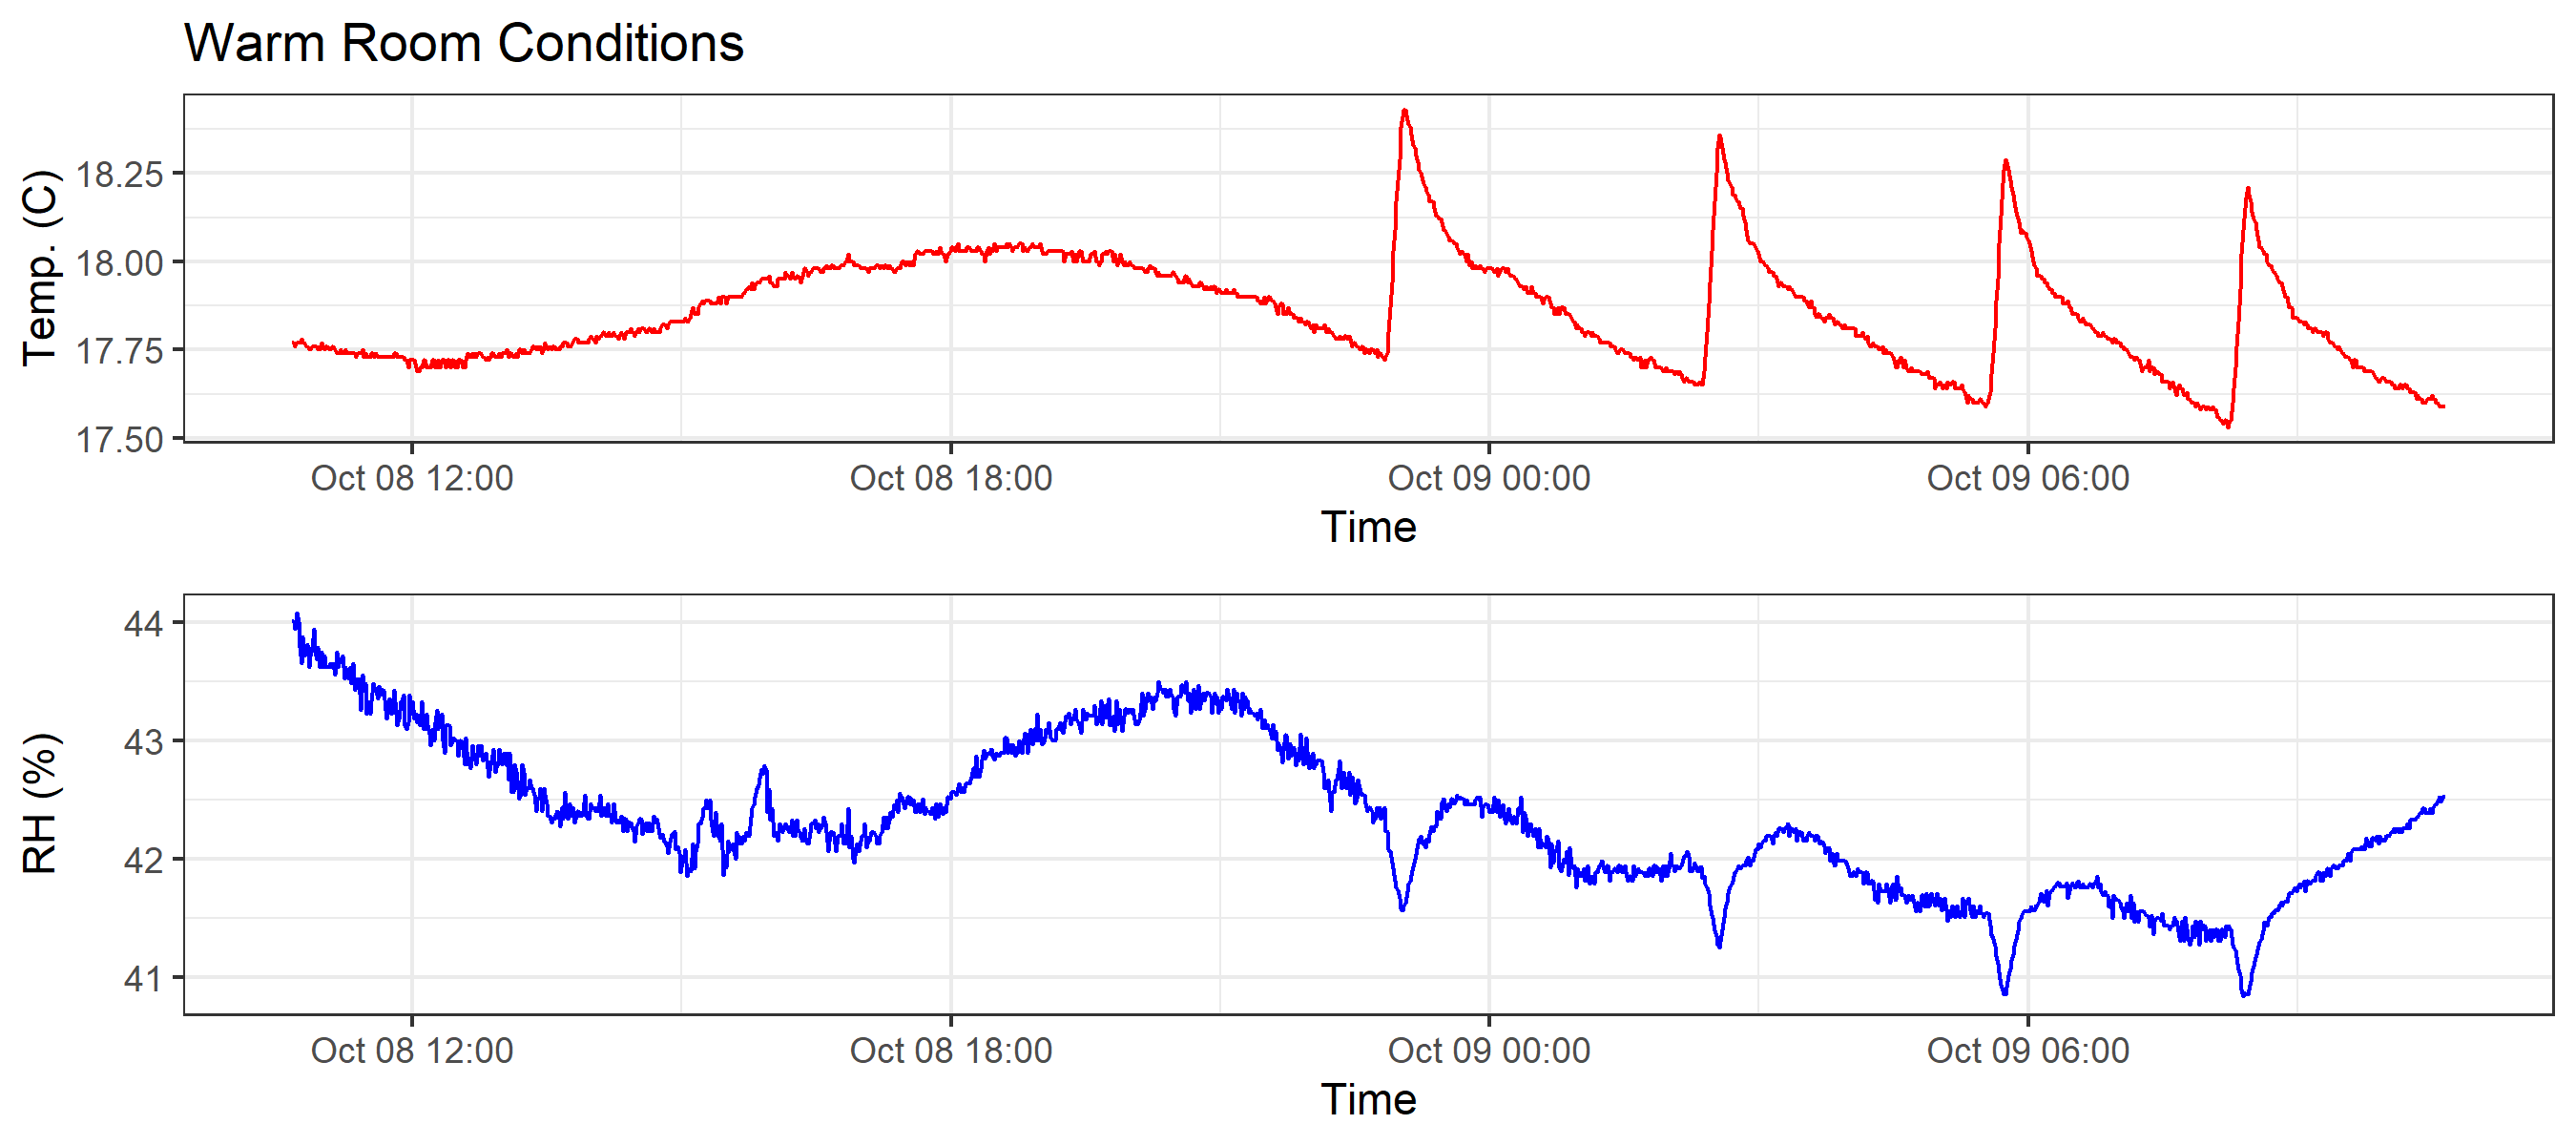 Warm Room Conditions
Temp. (C)
18.25
18.00
17.75
17.50
Oct 08 12:00 Oct 08 18:00 Oct 09 00:00 Oct 09 06:00
Time
RH (%)
44
43
42
41
Oct 08 12:00 Oct 08 18:00 Oct 09 00:00 Oct 09 06:00
Time